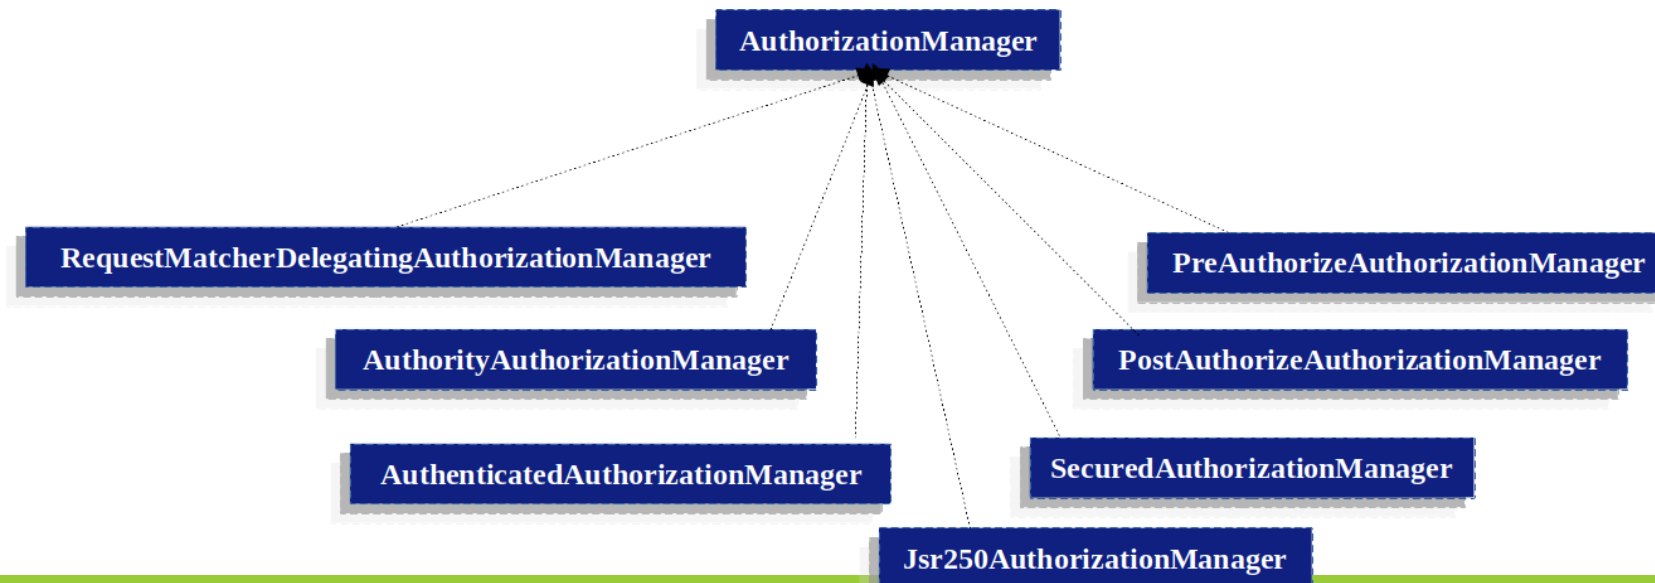 AuthorizationManager
RequestMatcherDelegatingAuthorizationManager
PreAuthorizeAuthorizationManager
AuthorityAuthorizationManager
PostAuthorizeAuthorizationManager
AuthenticatedAuthorizationManager
SecuredAuthorizationManager
Jsr250AuthorizationManager